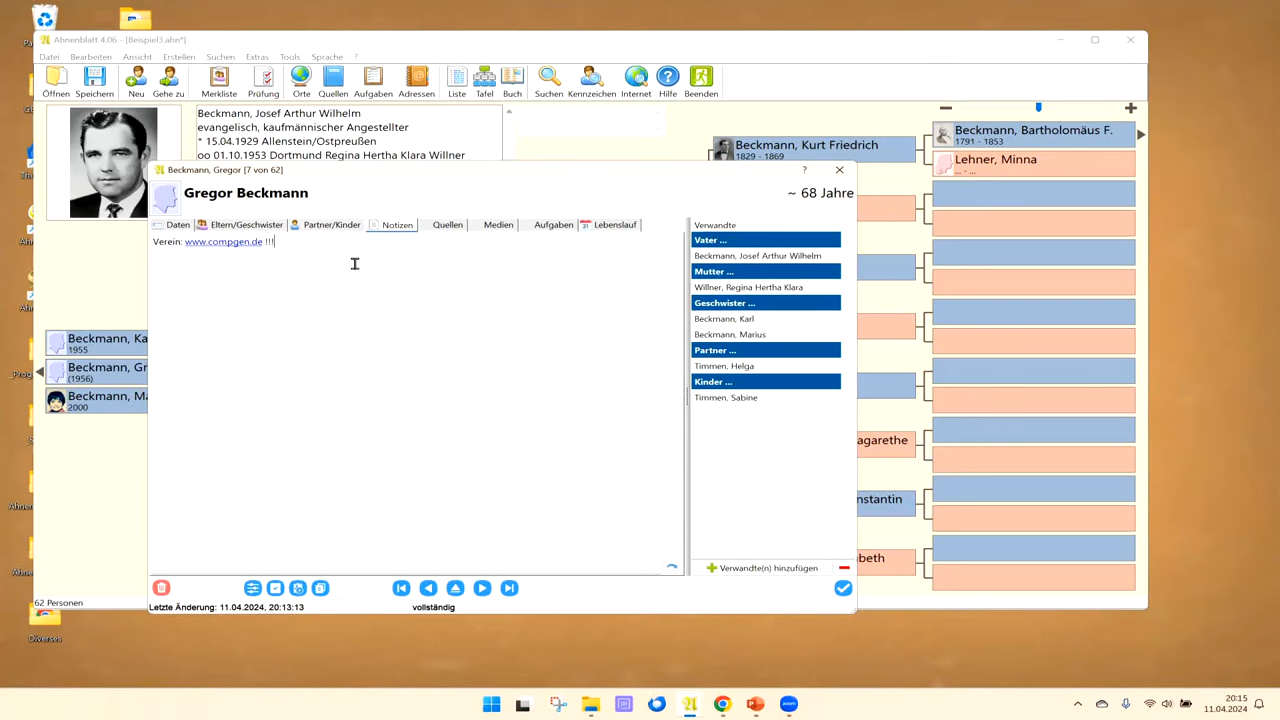 Ahnenblatt 4.06 - [Beispiel3.ahn*]
Datei Bearbeiten Ansicht Erstellen Suchen Extras Tools Sprache ?
Öffnen Speichern Neu Gehe zu Merkliste Prüfung Orte Quellen Aufgaben Adressen Liste Tafel Buch Suchen Kennzeichen Internet Hilfe Beenden
Beckmann, Josef Arthur Wilhelm
evangelisch, kaufmännischer Angestellter
* 15.04.1929 Allenstein/Ostpreußen
oo 01.10.1953 Dortmund Regina Hertha Klara Willner
Beckmann, Kurt Friedrich
1829 - 1869
Beckmann, Bartholomäus F.
1791 - 1853
Lehner, Minna
... - ...
Beckmann, Gregor [7 von 62]
?
Gregor Beckmann
~ 68 Jahre
Daten Eltern/Geschwister Partner/Kinder Notizen Quellen Medien Aufgaben Lebenslauf
Verein: www.compgen.de !!!
Verwandte
Vater ...
Beckmann, Josef Arthur Wilhelm
Mutter ...
Willner, Regina Hertha Klara
Geschwister ...
Beckmann, Karl
Beckmann, Marius
Partner ...
Timmen, Helga
Kinder ...
Timmen, Sabine
Verwandte(n) hinzufügen
Letzte Änderung: 11.04.2024, 20:13:13
vollständig
Beckmann, Ka
1955
Beckmann, Gr
(1956)
Beckmann, Ma
2000
agarethe
nstantin
beth
62 Personen
Diverses
zoom
20:15
11.04.2024